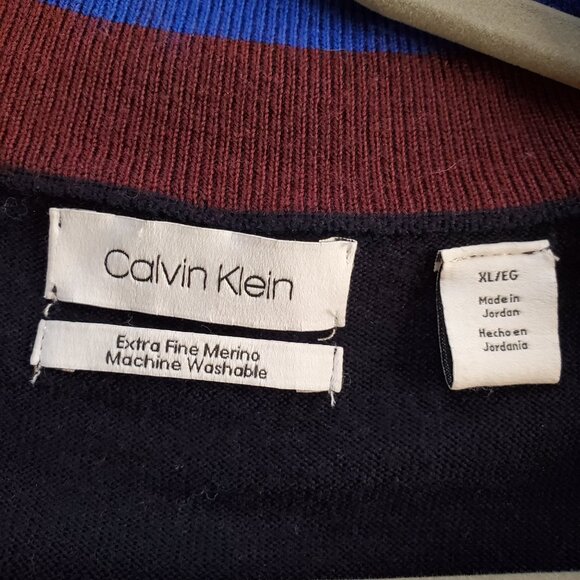 Calvin Klein
Extra Fine Merino
Machine Washable
XL/EG
Made in
Jordan
Hecho en
Jordania